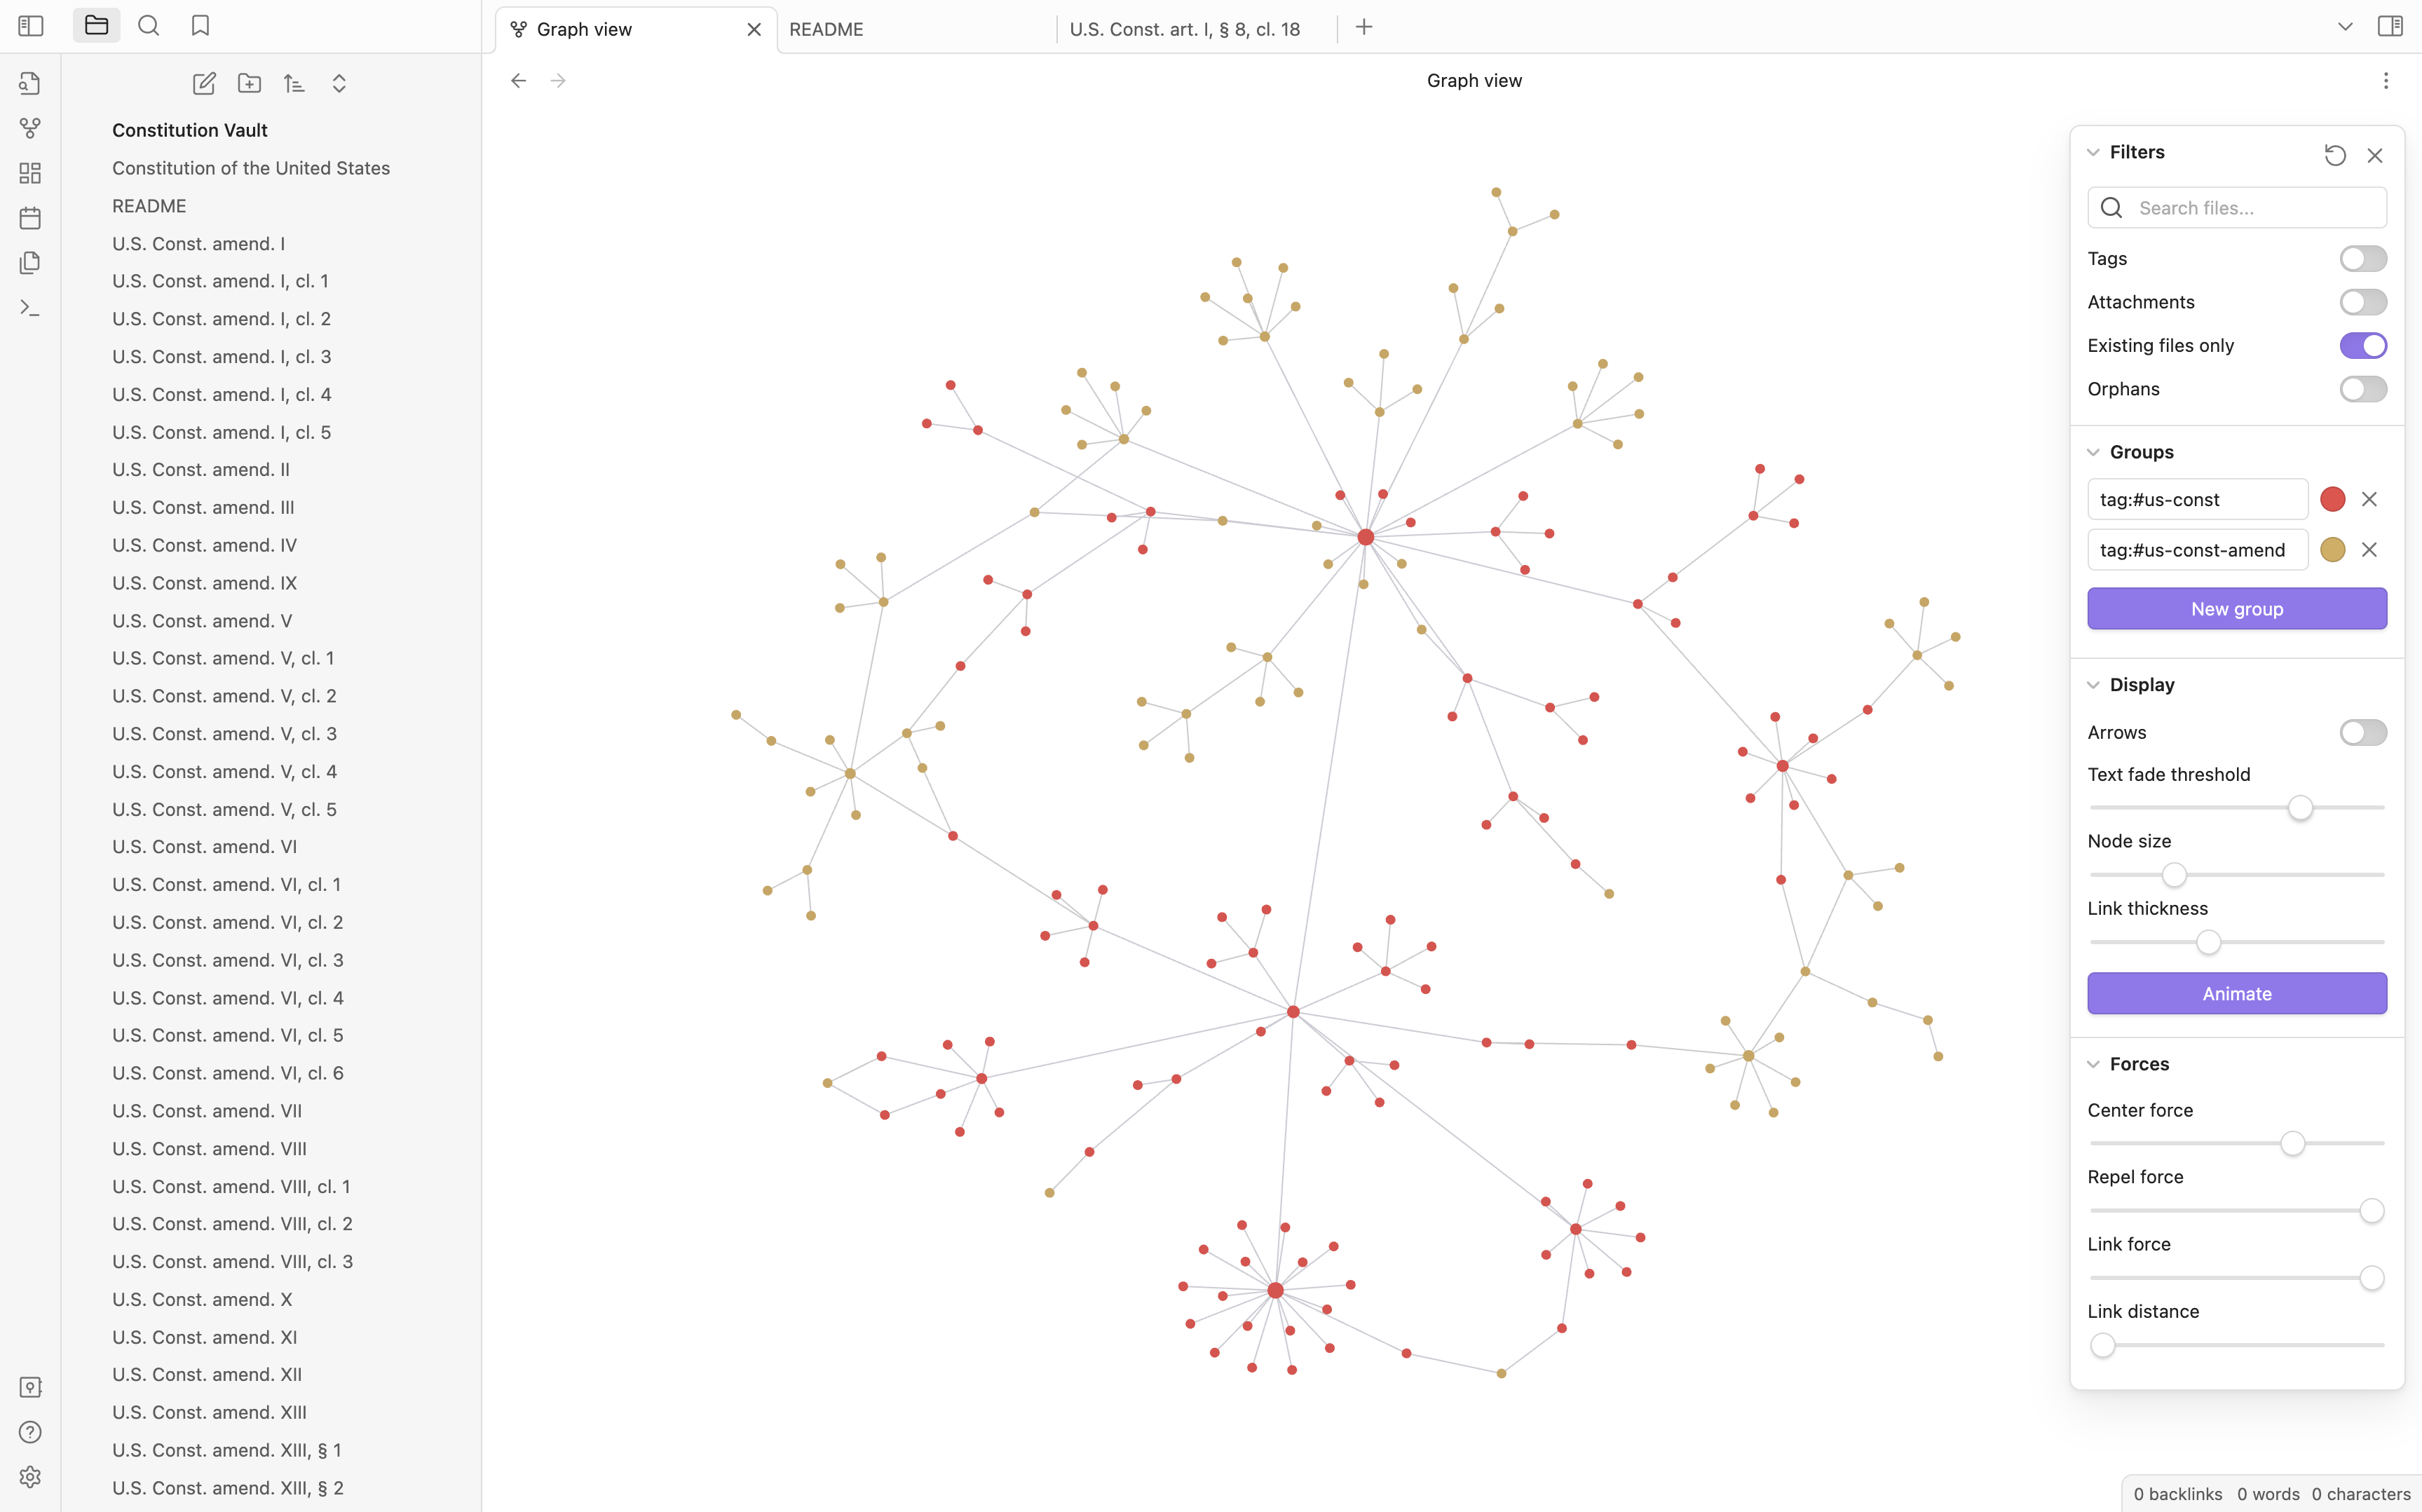 Graph view
README
U.S. Const. art. I, § 8, cl. 18
Graph view
Constitution Vault
Constitution of the United States
README
U.S. Const. amend. I
U.S. Const. amend. I, cl. 1
U.S. Const. amend. I, cl. 2
U.S. Const. amend. I, cl. 3
U.S. Const. amend. I, cl. 4
U.S. Const. amend. I, cl. 5
U.S. Const. amend. II
U.S. Const. amend. III
U.S. Const. amend. IV
U.S. Const. amend. IX
U.S. Const. amend. V
U.S. Const. amend. V, cl. 1
U.S. Const. amend. V, cl. 2
U.S. Const. amend. V, cl. 3
U.S. Const. amend. V, cl. 4
U.S. Const. amend. V, cl. 5
U.S. Const. amend. VI
U.S. Const. amend. VI, cl. 1
U.S. Const. amend. VI, cl. 2
U.S. Const. amend. VI, cl. 3
U.S. Const. amend. VI, cl. 4
U.S. Const. amend. VI, cl. 5
U.S. Const. amend. VI, cl. 6
U.S. Const. amend. VII
U.S. Const. amend. VIII
U.S. Const. amend. VIII, cl. 1
U.S. Const. amend. VIII, cl. 2
U.S. Const. amend. VIII, cl. 3
U.S. Const. amend. X
U.S. Const. amend. XI
U.S. Const. amend. XII
U.S. Const. amend. XIII
U.S. Const. amend. XIII, § 1
U.S. Const. amend. XIII, § 2
Filters
Search files...
Tags
Attachments
Existing files only
Orphans
Groups
tag:#us-const
tag:#us-const-amend
New group
Display
Arrows
Text fade threshold
Node size
Link thickness
Animate
Forces
Center force
Repel force
Link force
Link distance
0 backlinks 0 words 0 characters